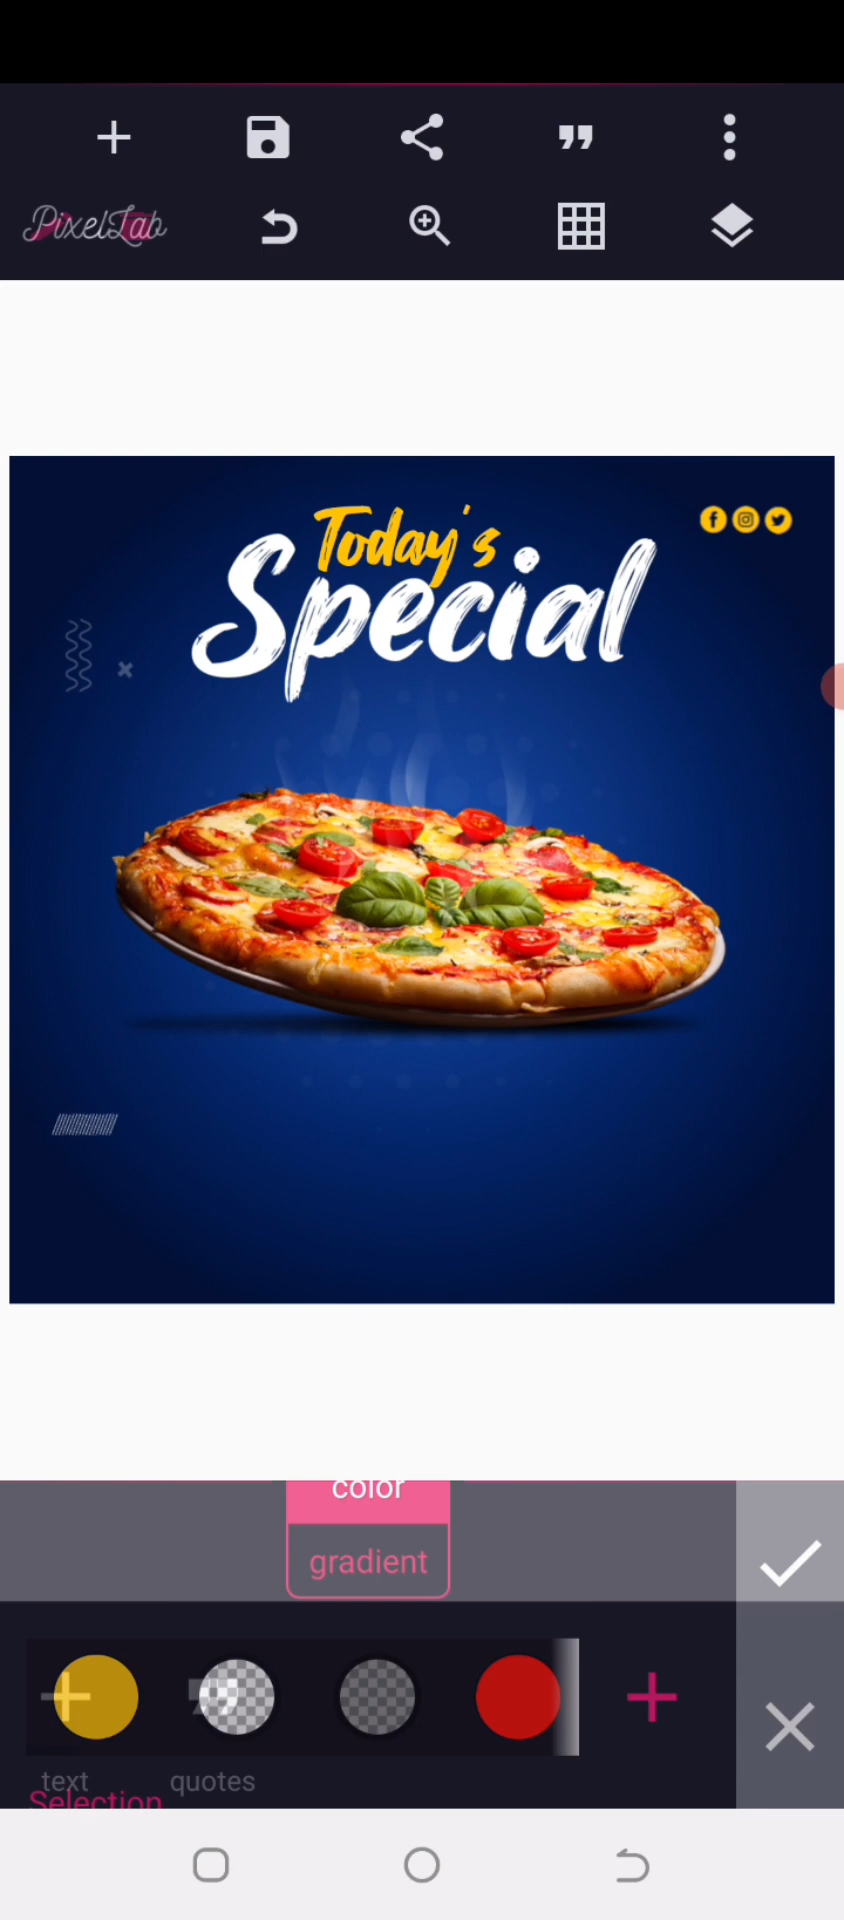 PixelLab
Today's
Special
color
gradient
text
quotes
Selection